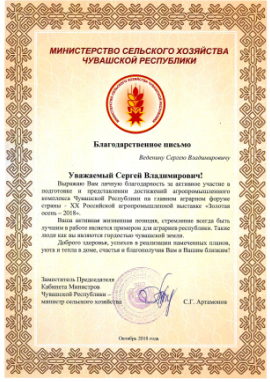 МИНИСТЕРСТВО СЕЛЬСКОГО ХОЗЯЙСТВА
ЧУВАШСКОЙ РЕСПУБЛИКИ
Благодарственное письмо
Веденину Сергею Владимировичу
Уважаемый Сергей Владимирович!
Выражаю Вам личную благодарность за активное участие в
подготовке и представлении достижений агропромышленного
комплекса Чувашской Республики на главном аграрном форуме
страны - XX Российской агропромышленной выставке «Золотая
осень – 2018».
Ваша активная жизненная позиция, стремление всегда быть
лучшим в работе является примером для аграриев республики. Такие
люди как вы являются гордостью чувашской земли.
Доброго здоровья, успехов в реализации намеченных планов,
уюта и тепла в доме, счастья и благополучия Вам и Вашим близким!
Заместитель Председателя
Кабинета Министров
Чувашской Республики –
министр сельского хозяйства
С.Г. Артамонов
Октябрь 2018 года